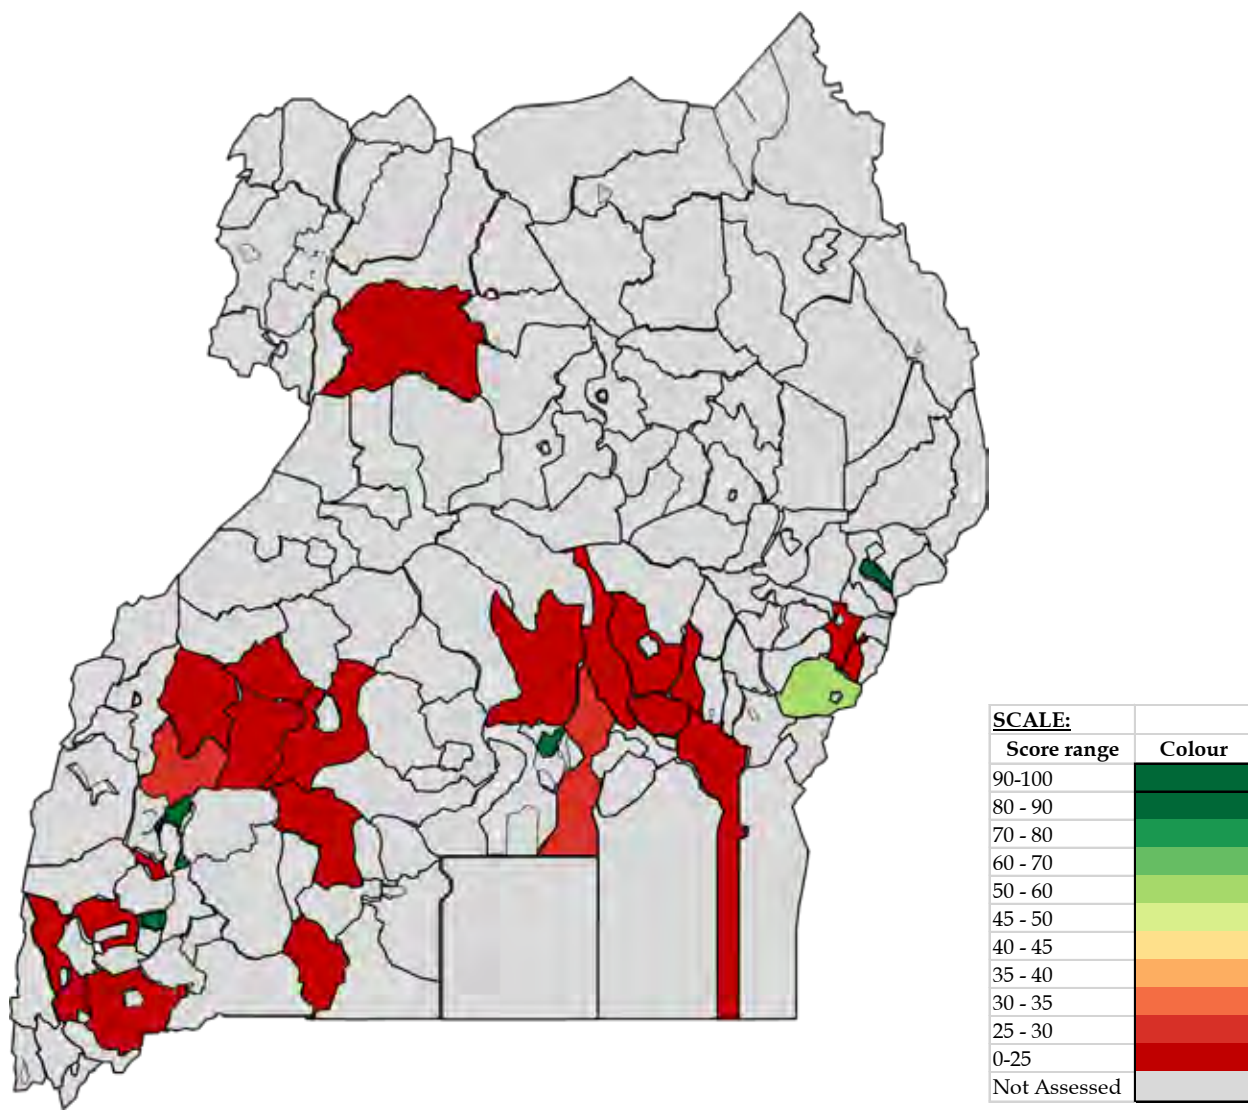 SCALE:
Score range Colour
90-100
80 - 90
70 - 80
60 - 70
50 - 60
45 - 50
40 - 45
35 - 40
30 - 35
25 - 30
0-25
Not Assessed